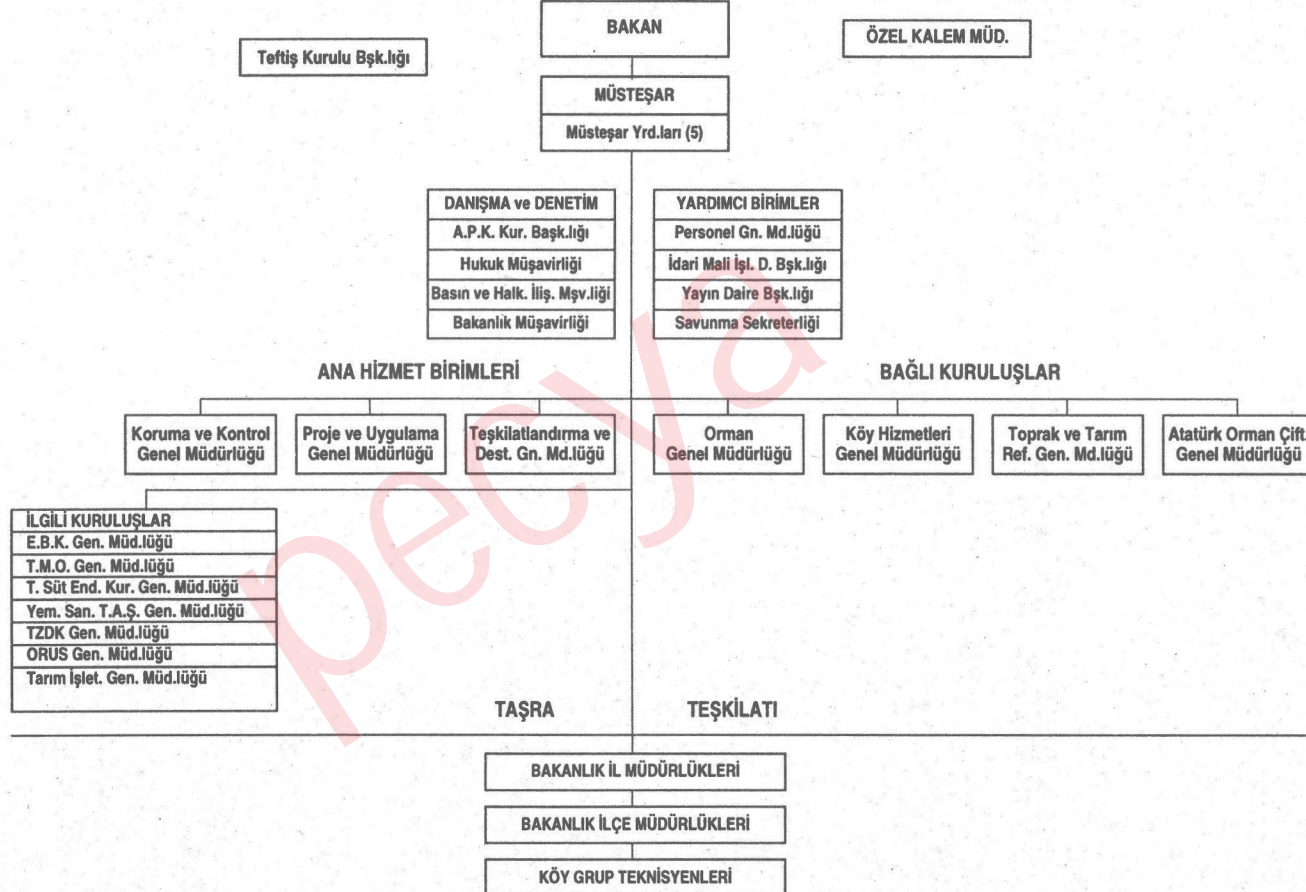 BAKAN
Teftiş Kurulu Bşk.lığı
ÖZEL KALEM MÜD.
MÜSTEŞAR
Müsteşar Yrd.ları (5)
DANIŞMA ve DENETİM
A.P.K. Kur. Başk.lığı
Hukuk Müşavirliği
Basın ve Halk. İliş. Mşv.liği
Bakanlık Müşavirliği
YARDIMCI BİRİMLER
Personel Gn. Md.lüğü
İdari Mali İşl. D. Bşk.lığı
Yayın Daire Bşk.lığı
Savunma Sekreterliği
ANA HİZMET BİRİMLERİ
BAĞLI KURULUŞLAR
Koruma ve Kontrol
Genel Müdürlüğü
Proje ve Uygulama
Genel Müdürlüğü
Teşkilatlandırma ve
Dest. Gn. Md.lüğü
Orman
Genel Müdürlüğü
Köy Hizmetleri
Genel Müdürlüğü
Toprak ve Tarım
Ref. Gen. Md.lüğü
Atatürk Orman Çift.
Genel Müdürlüğü
İLGİLİ KURULUŞLAR
E.B.K. Gen. Müd.lüğü
T.M.O. Gen. Müd.lüğü
T. Süt End. Kur. Gen. Müd.lüğü
Yem. San. T.A.Ş. Gen. Müd.lüğü
TZDK Gen. Müd.lüğü
ORUS Gen. Müd.lüğü
Tarım İşlet. Gen. Müd.lüğü
TAŞRA TEŞKİLATI
BAKANLIK İL MÜDÜRLÜKLERİ
BAKANLIK İLÇE MÜDÜRLÜKLERİ
KÖY GRUP TEKNİSYENLERİ
pecya